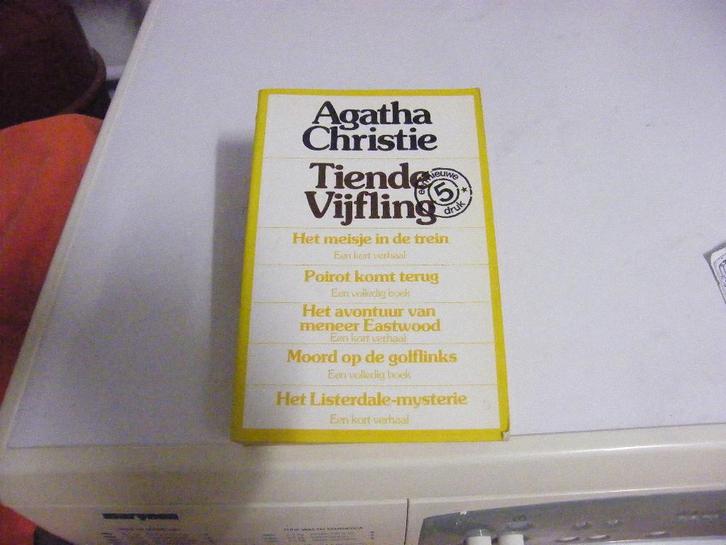 Agatha
Christie
Tiende
Vijfling
een nieuwe
5
druk
Het meisje in de trein
Een kort verhaal
Poirot komt terug
Een volledig boek
Het avontuur van
meneer Eastwood
Een kort verhaal
Moord op de golflinks
Een volledig boek
Het Listerdale-mysterie
Een kort verhaal